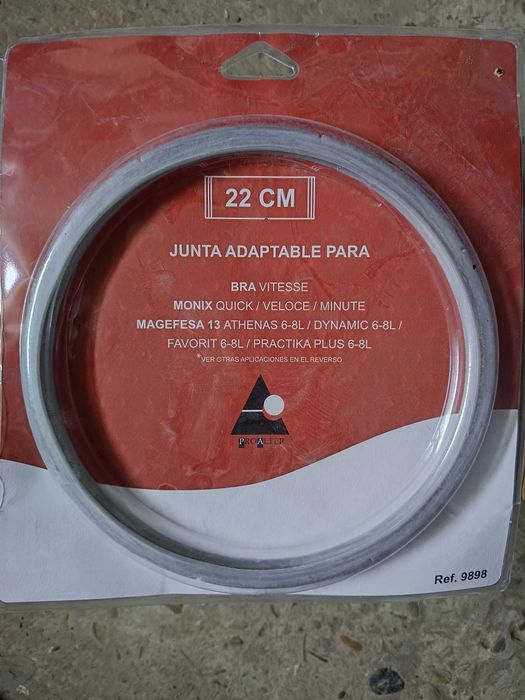 22 CM
JUNTA ADAPTABLE PARA
BRA VITESSE
MONIX QUICK / VELOCE / MINUTE
MAGEFESA 13 ATHENAS 6-8L / DYNAMIC 6-8L /
FAVORIT 6-8L / PRACTIKA PLUS 6-8L
*VER OTRAS APLICACIONES EN EL REVERSO
PROALTER
Ref. 9898